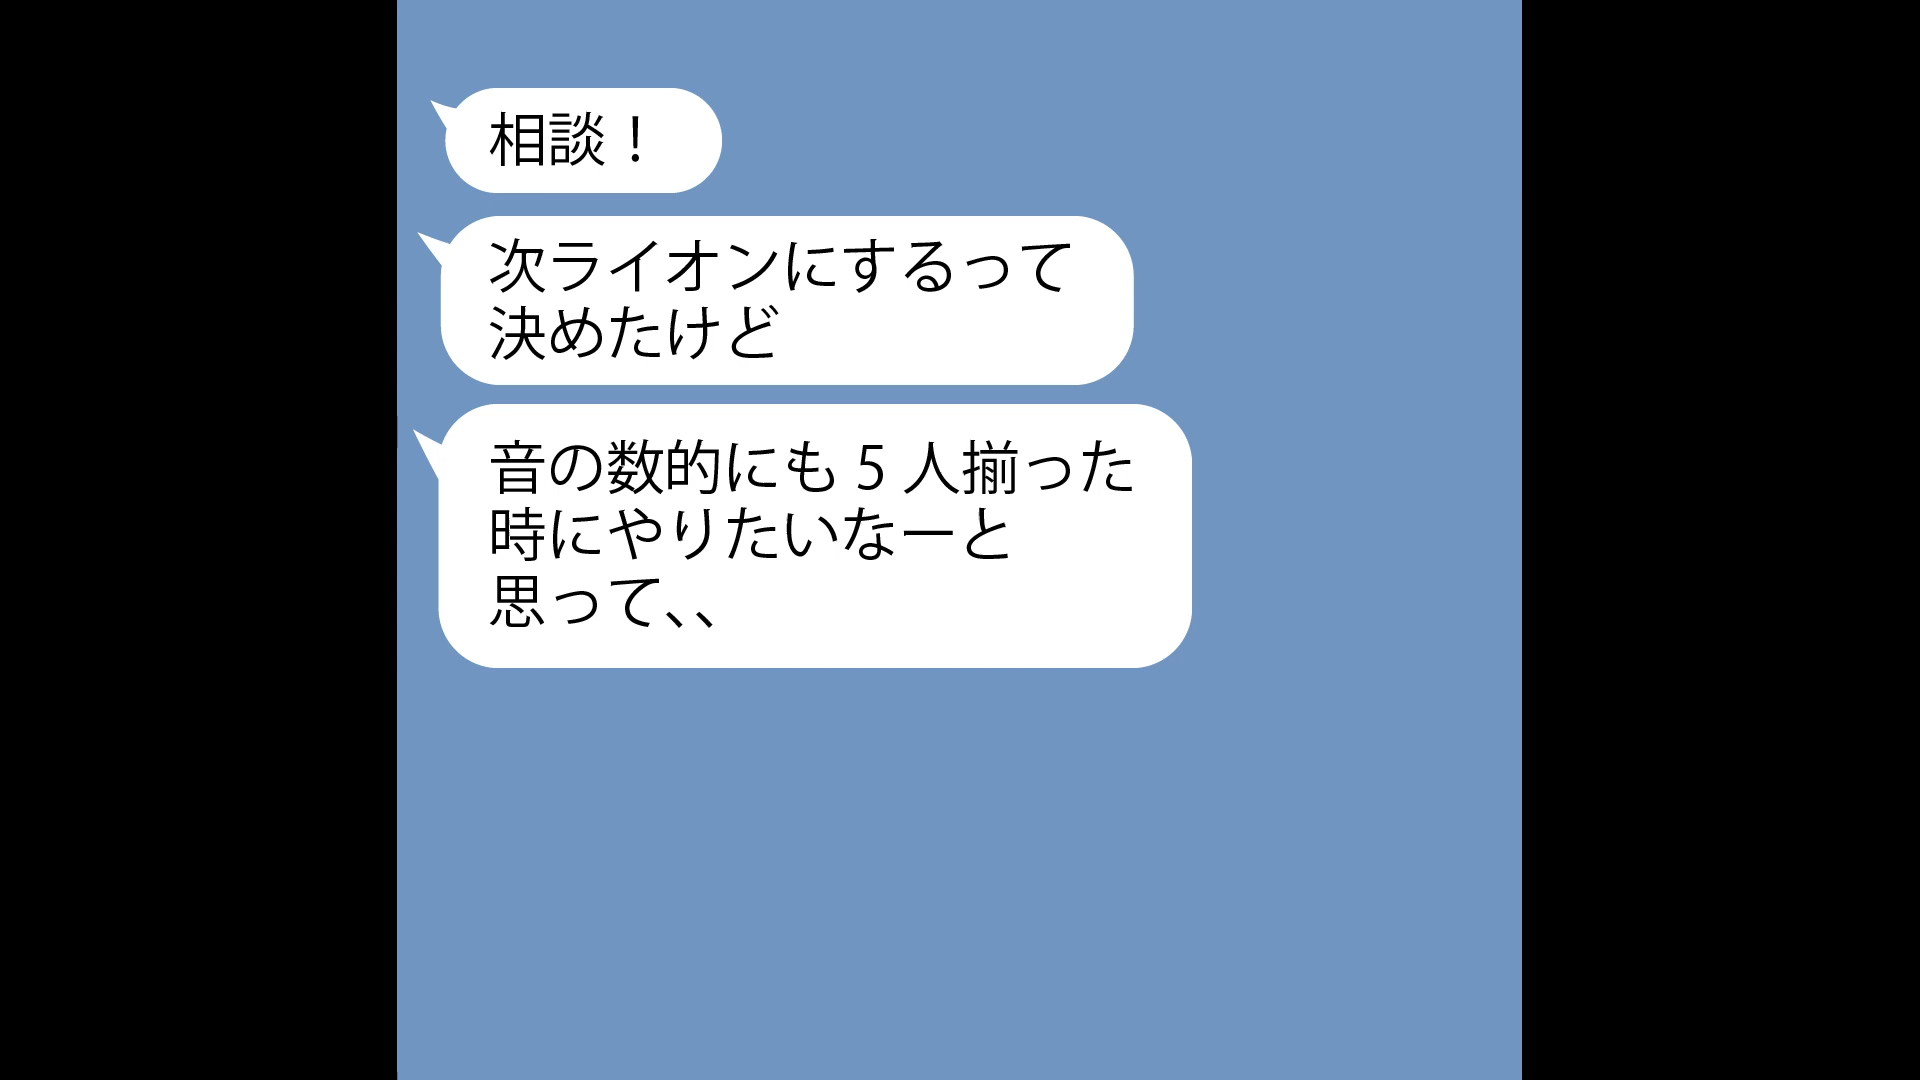 相談！
次ライオンにするって
決めたけど
音の数的にも5人揃った
時にやりたいなーと
思って、、